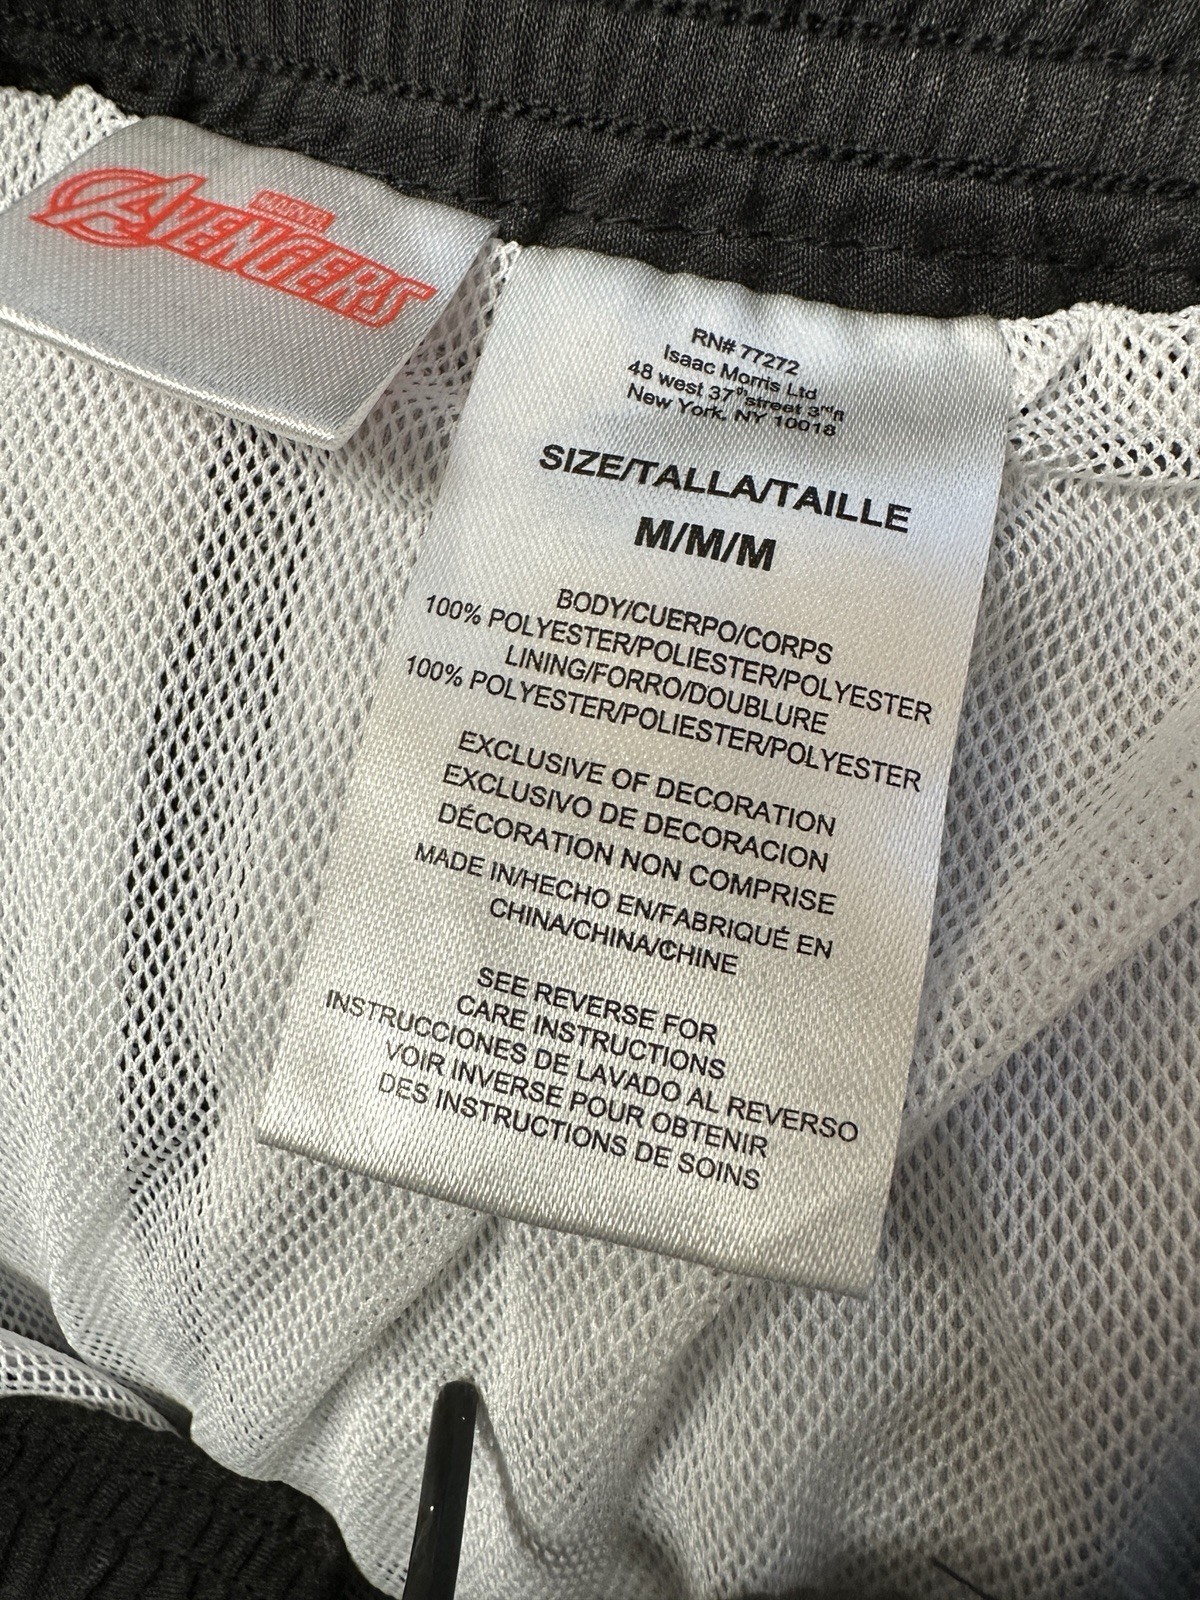 MARVEL
AVENGERS
RN# 77272
Isaac Morris Ltd
48 west 37th street 3rd fl
New York, NY 10018
SIZE/TALLA/TAILLE
M/M/M
BODY/CUERPO/CORPS
100% POLYESTER/POLIESTER/POLYESTER
LINING/FORRO/DOUBLURE
100% POLYESTER/POLIESTER/POLYESTER
EXCLUSIVE OF DECORATION
EXCLUSIVO DE DECORACION
DÉCORATION NON COMPRISE
MADE IN/HECHO EN/FABRIQUÉ EN
CHINA/CHINA/CHINE
SEE REVERSE FOR
CARE INSTRUCTIONS
INSTRUCCIONES DE LAVADO AL REVERSO
VOIR INVERSE POUR OBTENIR
DES INSTRUCTIONS DE SOINS